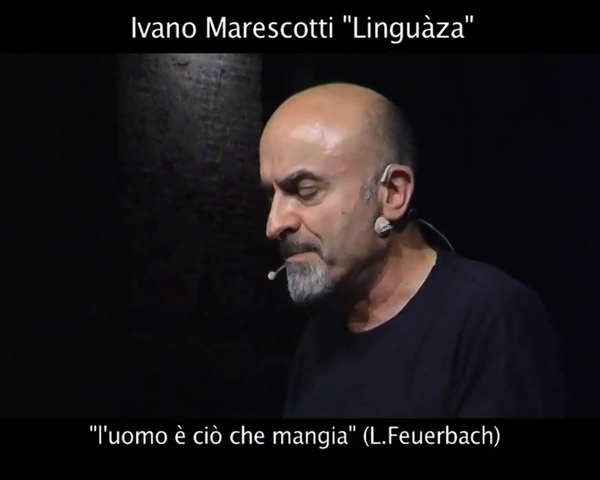 Ivano Marescotti "Linguàza"
"l'uomo è ciò che mangia" (L.Feuerbach)